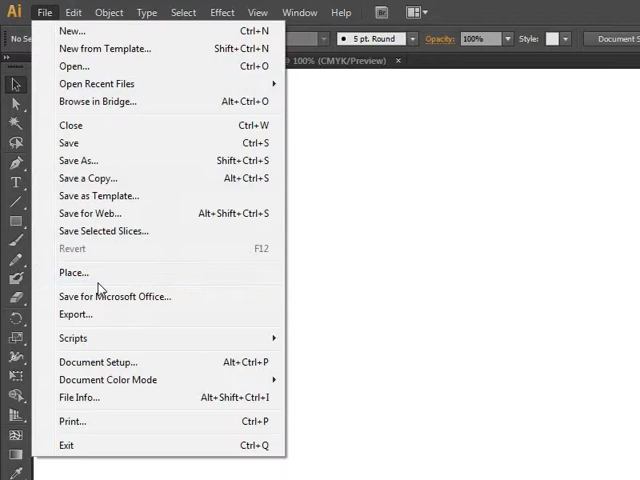 Ai File Edit Object Type Select Effect View Window Help Br
No Se 5 pt. Round Opacity: 100% Style: Document S
@ 100% (CMYK/Preview) ×
New... Ctrl+N
New from Template... Shift+Ctrl+N
Open... Ctrl+O
Open Recent Files
Browse in Bridge... Alt+Ctrl+O
Close Ctrl+W
Save Ctrl+S
Save As... Shift+Ctrl+S
Save a Copy... Alt+Ctrl+S
Save as Template...
Save for Web... Alt+Shift+Ctrl+S
Save Selected Slices...
Revert F12
Place...
Save for Microsoft Office...
Export...
Scripts
Document Setup... Alt+Ctrl+P
Document Color Mode
File Info... Alt+Shift+Ctrl+I
Print... Ctrl+P
Exit Ctrl+Q